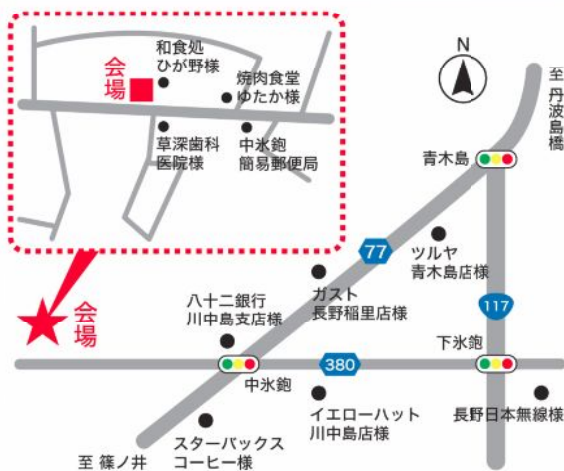 和食処
ひが野様
会場
焼肉食堂
ゆたか様
草深歯科
医院様
中氷鉋
簡易郵便局
N
至 丹波島橋
青木島
77
ツルヤ
青木島店様
会場
ガスト
長野稲里店様
117
八十二銀行
川中島支店様
下氷鉋
380
中氷鉋
イエローハット
川中島店様
長野日本無線様
スターバックス
コーヒー様
至 篠ノ井